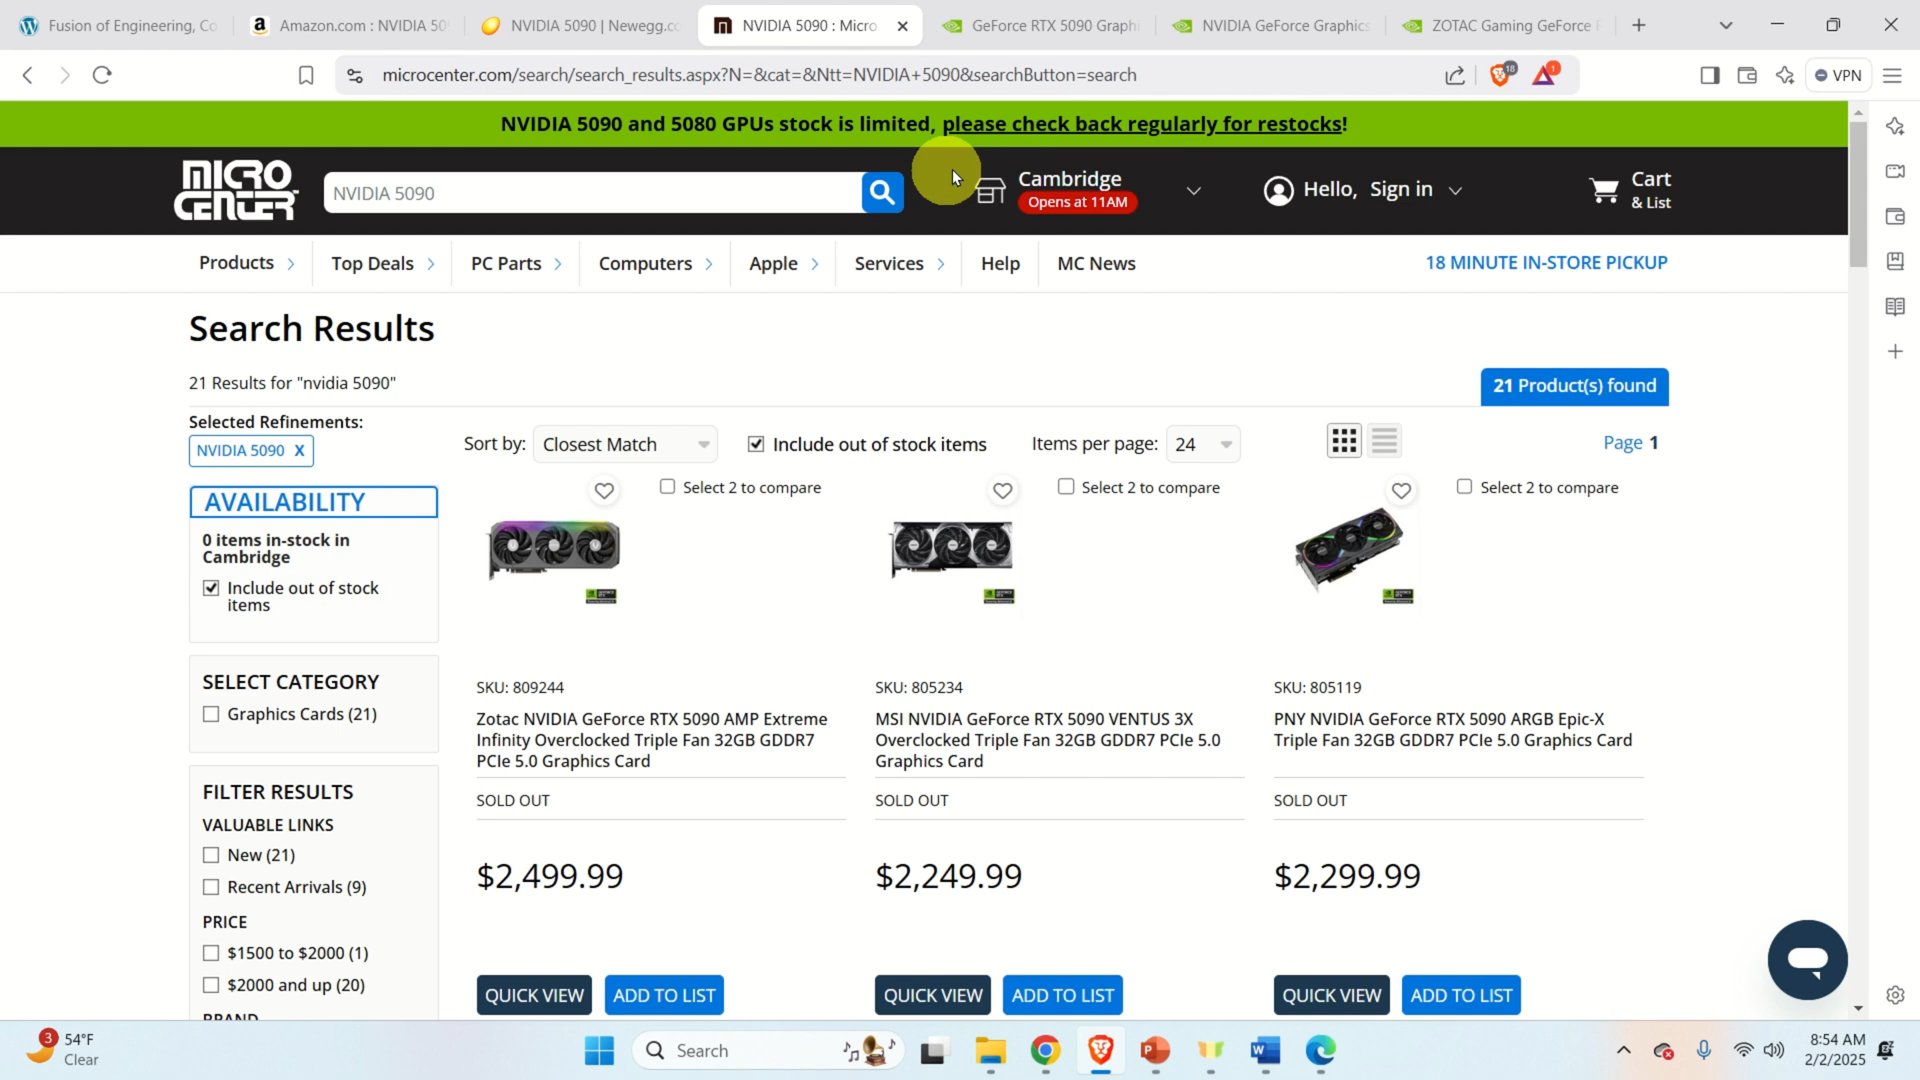 Fusion of Engineering, Co
Amazon.com : NVIDIA 50
NVIDIA 5090 | Newegg.co
NVIDIA 5090 : Micro
GeForce RTX 5090 Graphi
NVIDIA GeForce Graphics
ZOTAC Gaming GeForce R
microcenter.com/search/search_results.aspx?N=&cat=&Ntt=NVIDIA+5090&searchButton=search
18
1
VPN
NVIDIA 5090 and 5080 GPUs stock is limited, please check back regularly for restocks!
MICRO CENTER
NVIDIA 5090
Cambridge
Opens at 11AM
Hello, Sign in
Cart
& List
Products
Top Deals
PC Parts
Computers
Apple
Services
Help
MC News
18 MINUTE IN-STORE PICKUP
Search Results
21 Results for "nvidia 5090"
21 Product(s) found
Selected Refinements:
NVIDIA 5090 X
Sort by: Closest Match
Include out of stock items
Items per page: 24
Page 1
AVAILABILITY
0 items in-stock in
Cambridge
Include out of stock
items
SELECT CATEGORY
Graphics Cards (21)
FILTER RESULTS
VALUABLE LINKS
New (21)
Recent Arrivals (9)
PRICE
$1500 to $2000 (1)
$2000 and up (20)
BRAND
Select 2 to compare
SKU: 809244
Zotac NVIDIA GeForce RTX 5090 AMP Extreme
Infinity Overclocked Triple Fan 32GB GDDR7
PCIe 5.0 Graphics Card
SOLD OUT
$2,499.99
QUICK VIEW
ADD TO LIST
Select 2 to compare
SKU: 805234
MSI NVIDIA GeForce RTX 5090 VENTUS 3X
Overclocked Triple Fan 32GB GDDR7 PCIe 5.0
Graphics Card
SOLD OUT
$2,249.99
QUICK VIEW
ADD TO LIST
Select 2 to compare
SKU: 805119
PNY NVIDIA GeForce RTX 5090 ARGB Epic-X
Triple Fan 32GB GDDR7 PCIe 5.0 Graphics Card
SOLD OUT
$2,299.99
QUICK VIEW
ADD TO LIST
3
54°F
Clear
Search
8:54 AM
2/2/2025